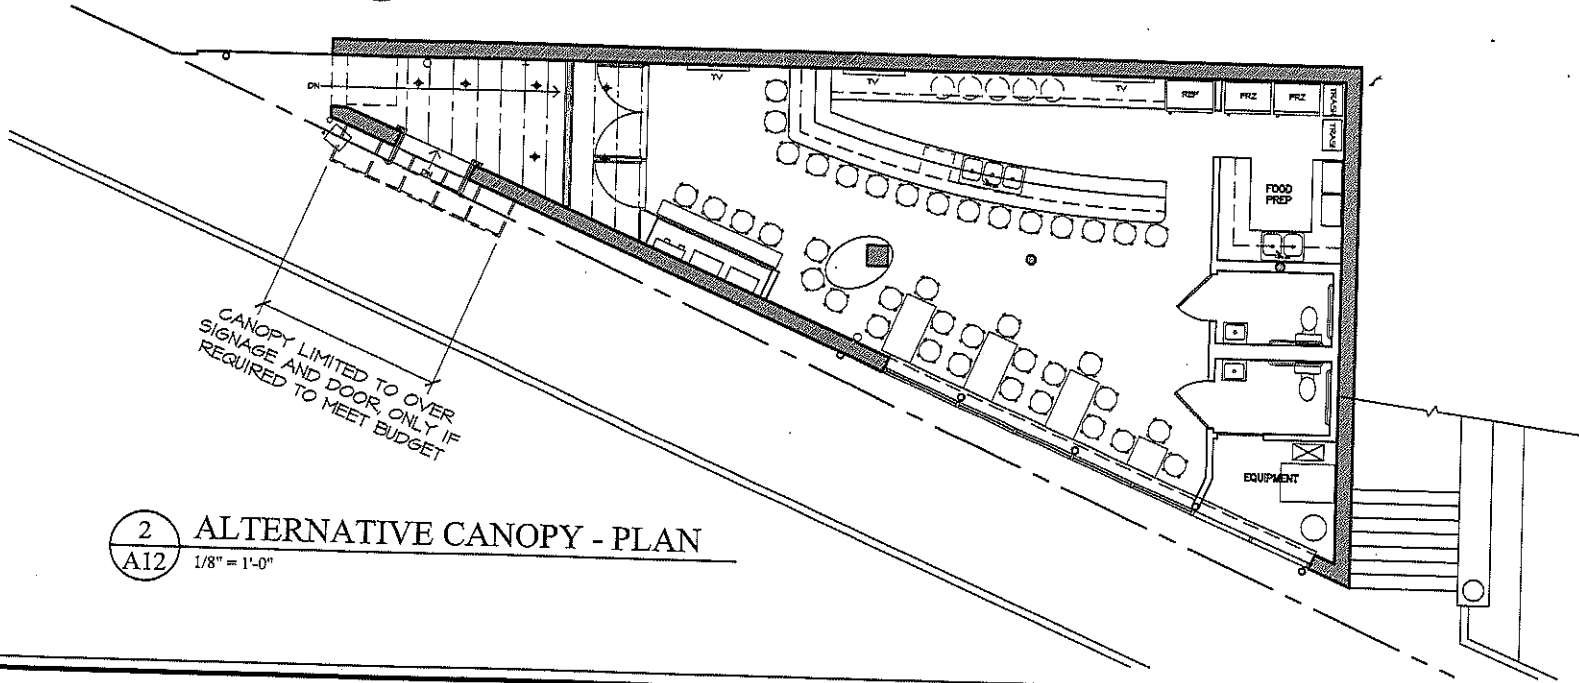 DN
TV
TV
TV
REF
FRZ
FRZ
TRASH
TRASH
DN
FOOD
PREP
CANOPY LIMITED TO OVER
SIGNAGE AND DOOR, ONLY IF
REQUIRED TO MEET BUDGET
EQUIPMENT
2
A12
ALTERNATIVE CANOPY - PLAN
1/8" = 1'-0"